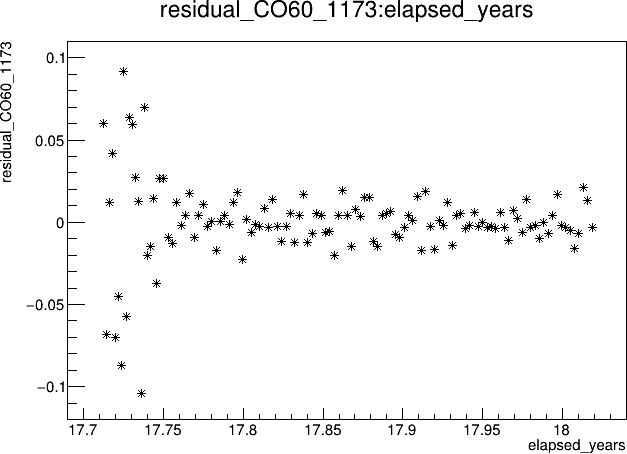 residual_CO60_1173:elapsed_years
residual_CO60_1173
0.1
0.05
0
−0.05
−0.1
17.7 17.75 17.8 17.85 17.9 17.95 18
elapsed_years